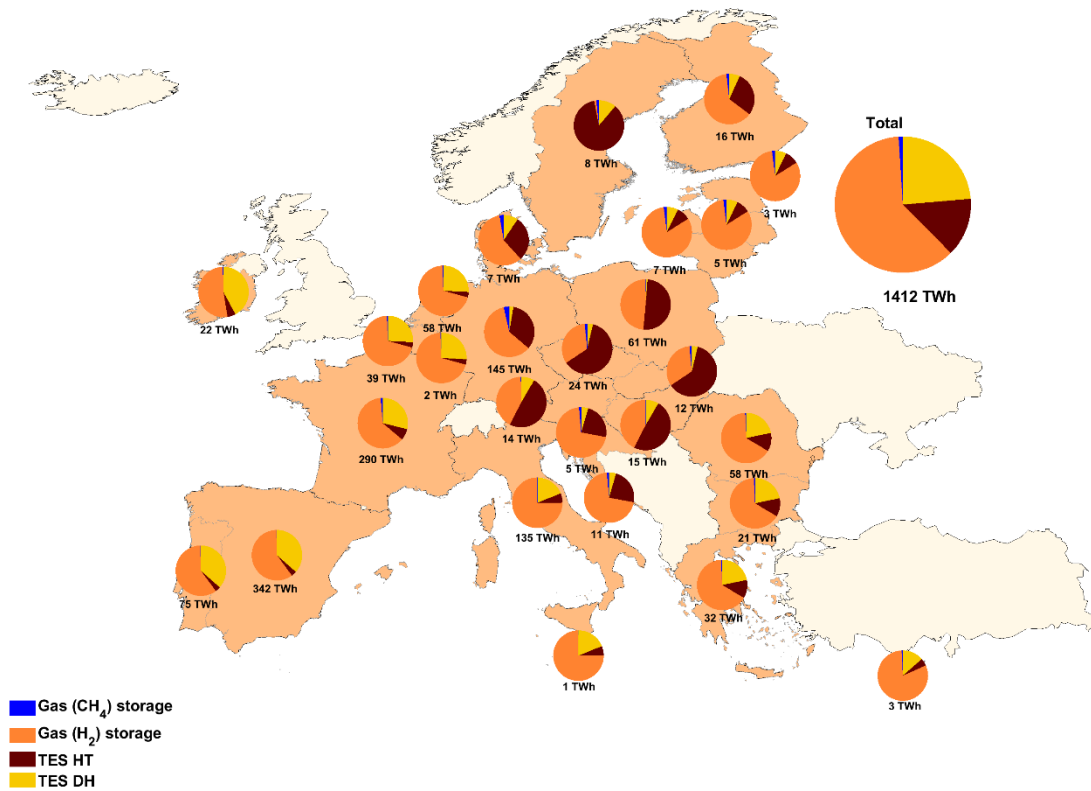 16 TWh
Total
8 TWh
3 TWh
7 TWh
5 TWh
7 TWh
1412 TWh
22 TWh
58 TWh
61 TWh
145 TWh
39 TWh
24 TWh
2 TWh
12 TWh
14 TWh
290 TWh
5 TWh
15 TWh
58 TWh
135 TWh
11 TWh
21 TWh
342 TWh
75 TWh
32 TWh
1 TWh
3 TWh
Gas (CH4) storage
Gas (H2) storage
TES HT
TES DH